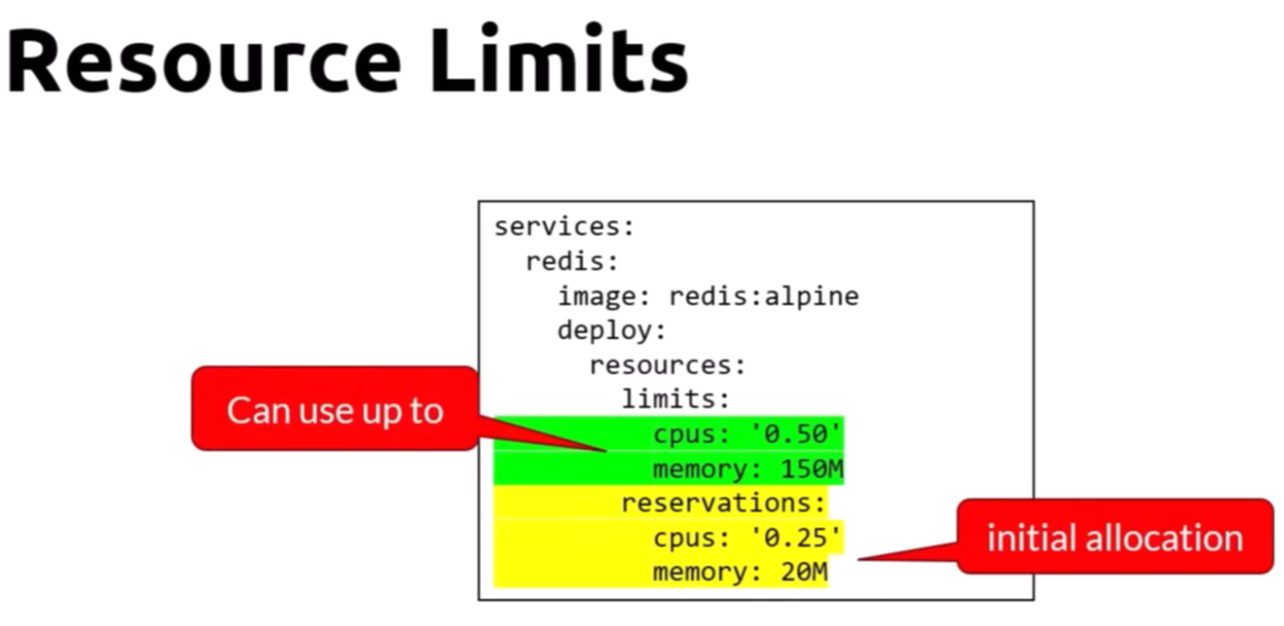 Resource Limits
services:
  redis:
    image: redis:alpine
    deploy:
      resources:
        limits:
Can use up to
          cpus: '0.50'
          memory: 150M
        reservations:
          cpus: '0.25'
initial allocation
          memory: 20M